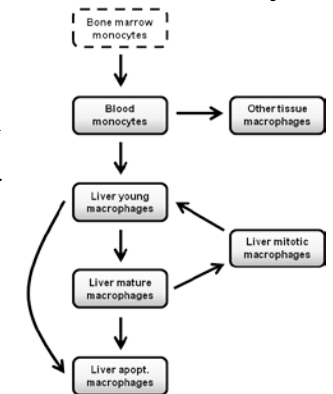 Bone marrow
monocytes
Blood
monocytes
Other tissue
macrophages
Liver young
macrophages
Liver mitotic
macrophages
Liver mature
macrophages
Liver apopt.
macrophages